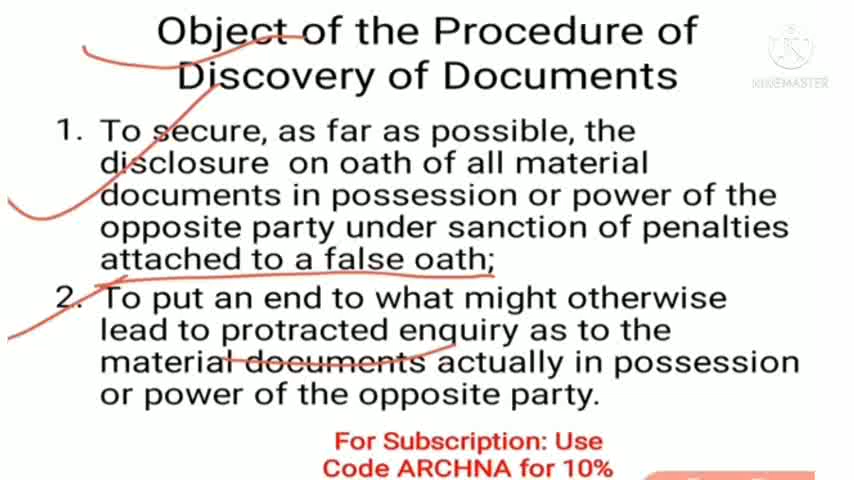 Object of the Procedure of
Discovery of Documents
KINEMASTER
1. To secure, as far as possible, the
disclosure on oath of all material
documents in possession or power of the
opposite party under sanction of penalties
attached to a false oath;
2. To put an end to what might otherwise
lead to protracted enquiry as to the
material documents actually in possession
or power of the opposite party.
For Subscription: Use
Code ARCHNA for 10%